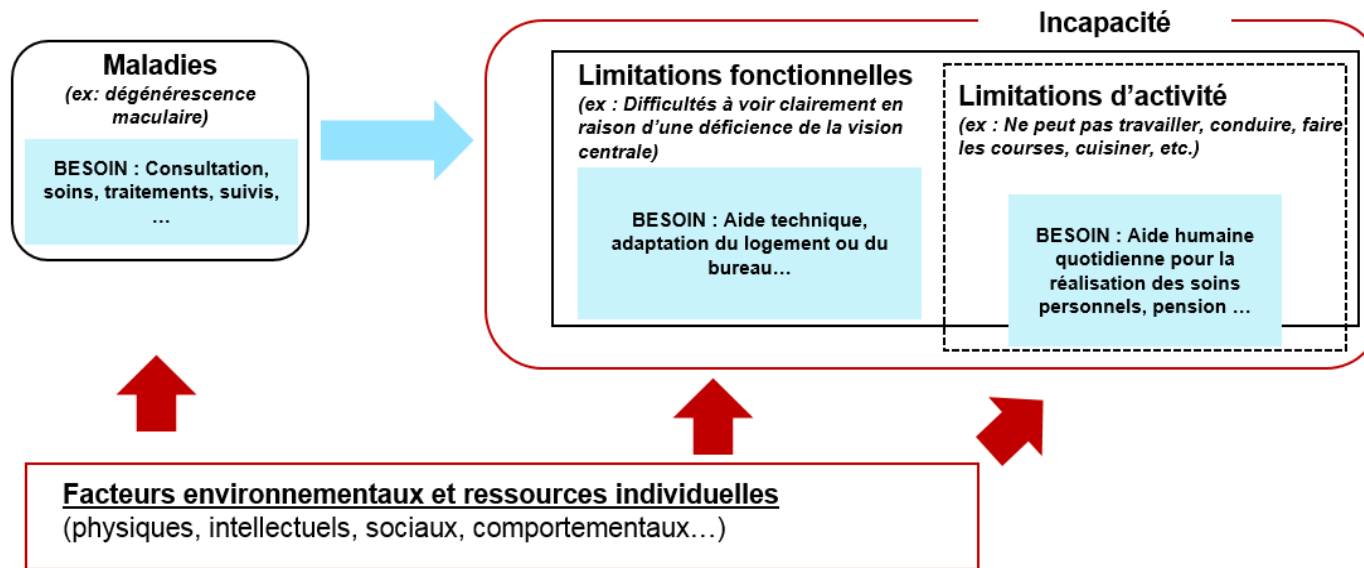 Incapacité
Maladies
(ex: dégénérescence
maculaire)
BESOIN : Consultation,
soins, traitements, suivis,
…
Limitations fonctionnelles
(ex : Difficultés à voir clairement en
raison d’une déficience de la vision
centrale)
BESOIN : Aide technique,
adaptation du logement ou du
bureau…
Limitations d’activité
(ex : Ne peut pas travailler, conduire, faire
les courses, cuisiner, etc.)
BESOIN : Aide humaine
quotidienne pour la
réalisation des soins
personnels, pension …
Facteurs environnementaux et ressources individuelles
(physiques, intellectuels, sociaux, comportementaux…)